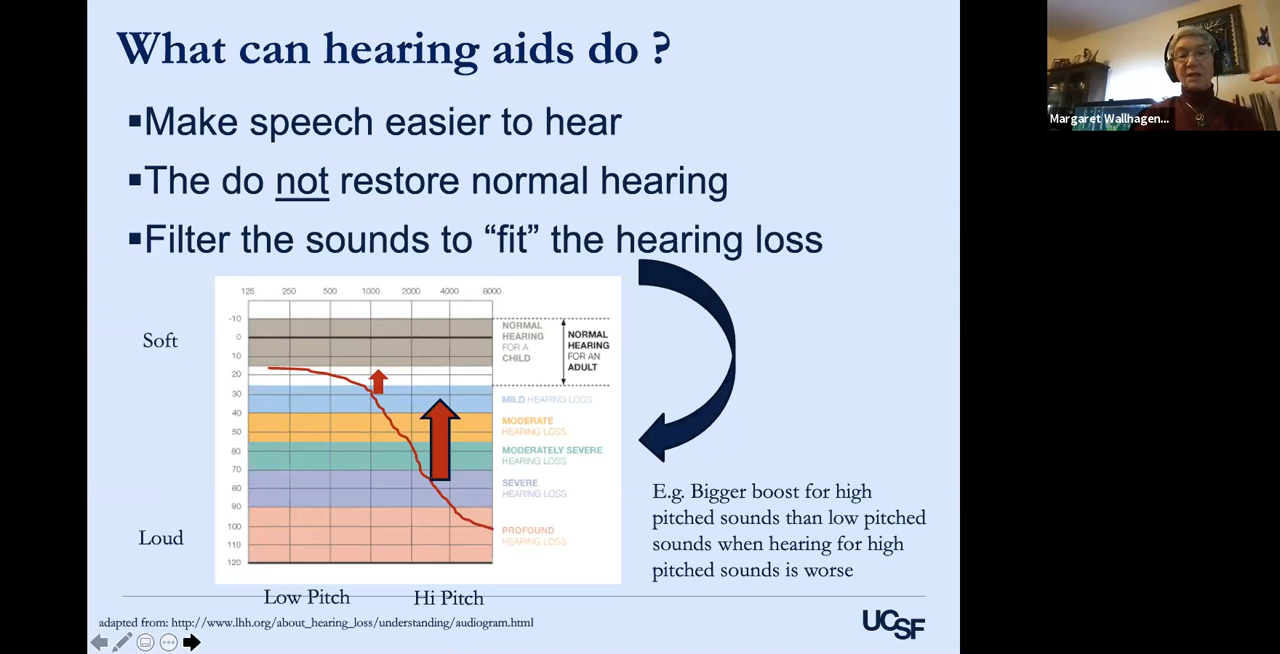 What can hearing aids do ?
▪Make speech easier to hear
▪The do not restore normal hearing
▪Filter the sounds to “fit” the hearing loss
Margaret Wallhagen...
125 250 500 1000 2000 4000 8000
-10
0
10
20
30
40
50
60
70
80
90
100
110
120
Soft
Loud
NORMAL
HEARING
FOR A
CHILD
NORMAL
HEARING
FOR AN
ADULT
MILD HEARING LOSS
MODERATE
HEARING LOSS
MODERATELY SEVERE
HEARING LOSS
SEVERE
HEARING LOSS
PROFOUND
HEARING LOSS
E.g. Bigger boost for high
pitched sounds than low pitched
sounds when hearing for high
pitched sounds is worse
Low Pitch Hi Pitch
adapted from: http://www.lhh.org/about_hearing_loss/understanding/audiogram.html
UCSF